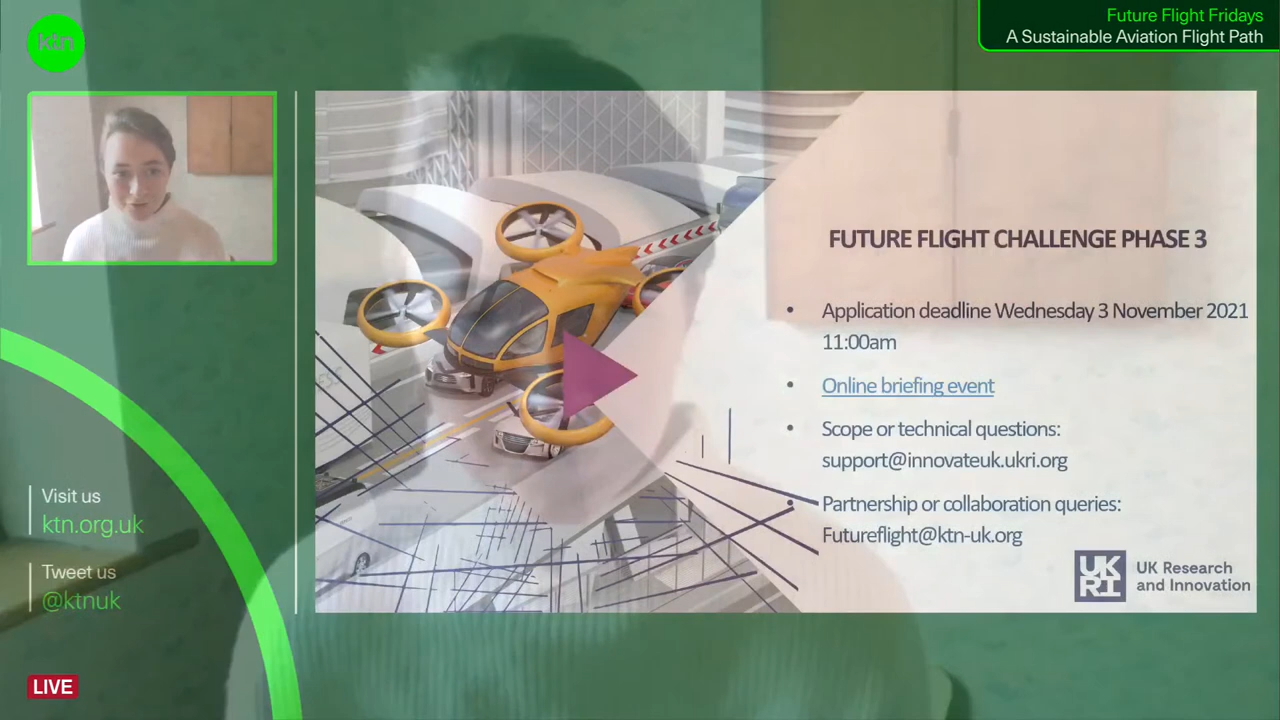 ktn
Future Flight Fridays
A Sustainable Aviation Flight Path
FUTURE FLIGHT CHALLENGE PHASE 3
• Application deadline Wednesday 3 November 2021
11:00am
• Online briefing event
• Scope or technical questions:
support@innovateuk.ukri.org
• Partnership or collaboration queries:
Futureflight@ktn-uk.org
UK
RI
UK Research
and Innovation
Visit us
ktn.org.uk
Tweet us
@ktnuk
LIVE